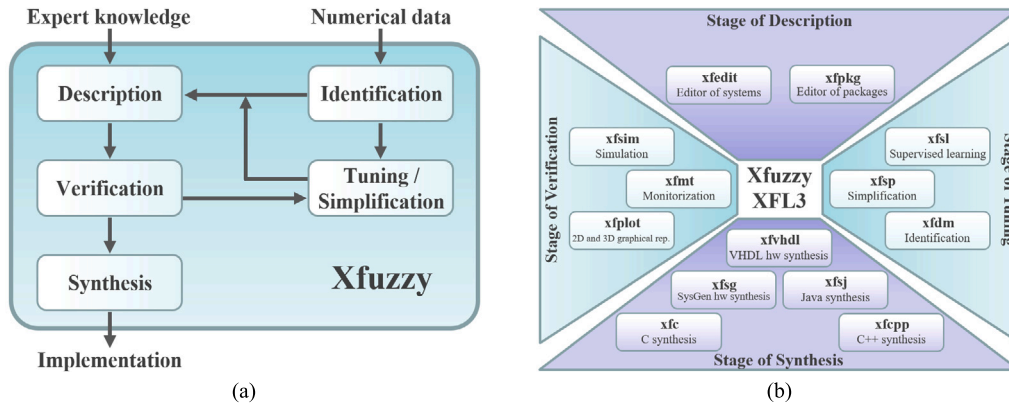 Expert knowledge
Numerical data
Description
Identification
Verification
Tuning /
Simplification
Synthesis
Xfuzzy
Implementation
(a)
Stage of Description
xfedit
Editor of systems
xfpkg
Editor of packages
Stage of Verification
xfsim
Simulation
xfmt
Monitorization
xfplot
2D and 3D graphical rep.
Xfuzzy
XFL3
xfsl
Supervised learning
xfsp
Simplification
xfdm
Identification
Stage of Tuning
xfvhdl
VHDL hw synthesis
xfsg
SysGen hw synthesis
xfsj
Java synthesis
xfc
C synthesis
xfcpp
C++ synthesis
Stage of Synthesis
(b)